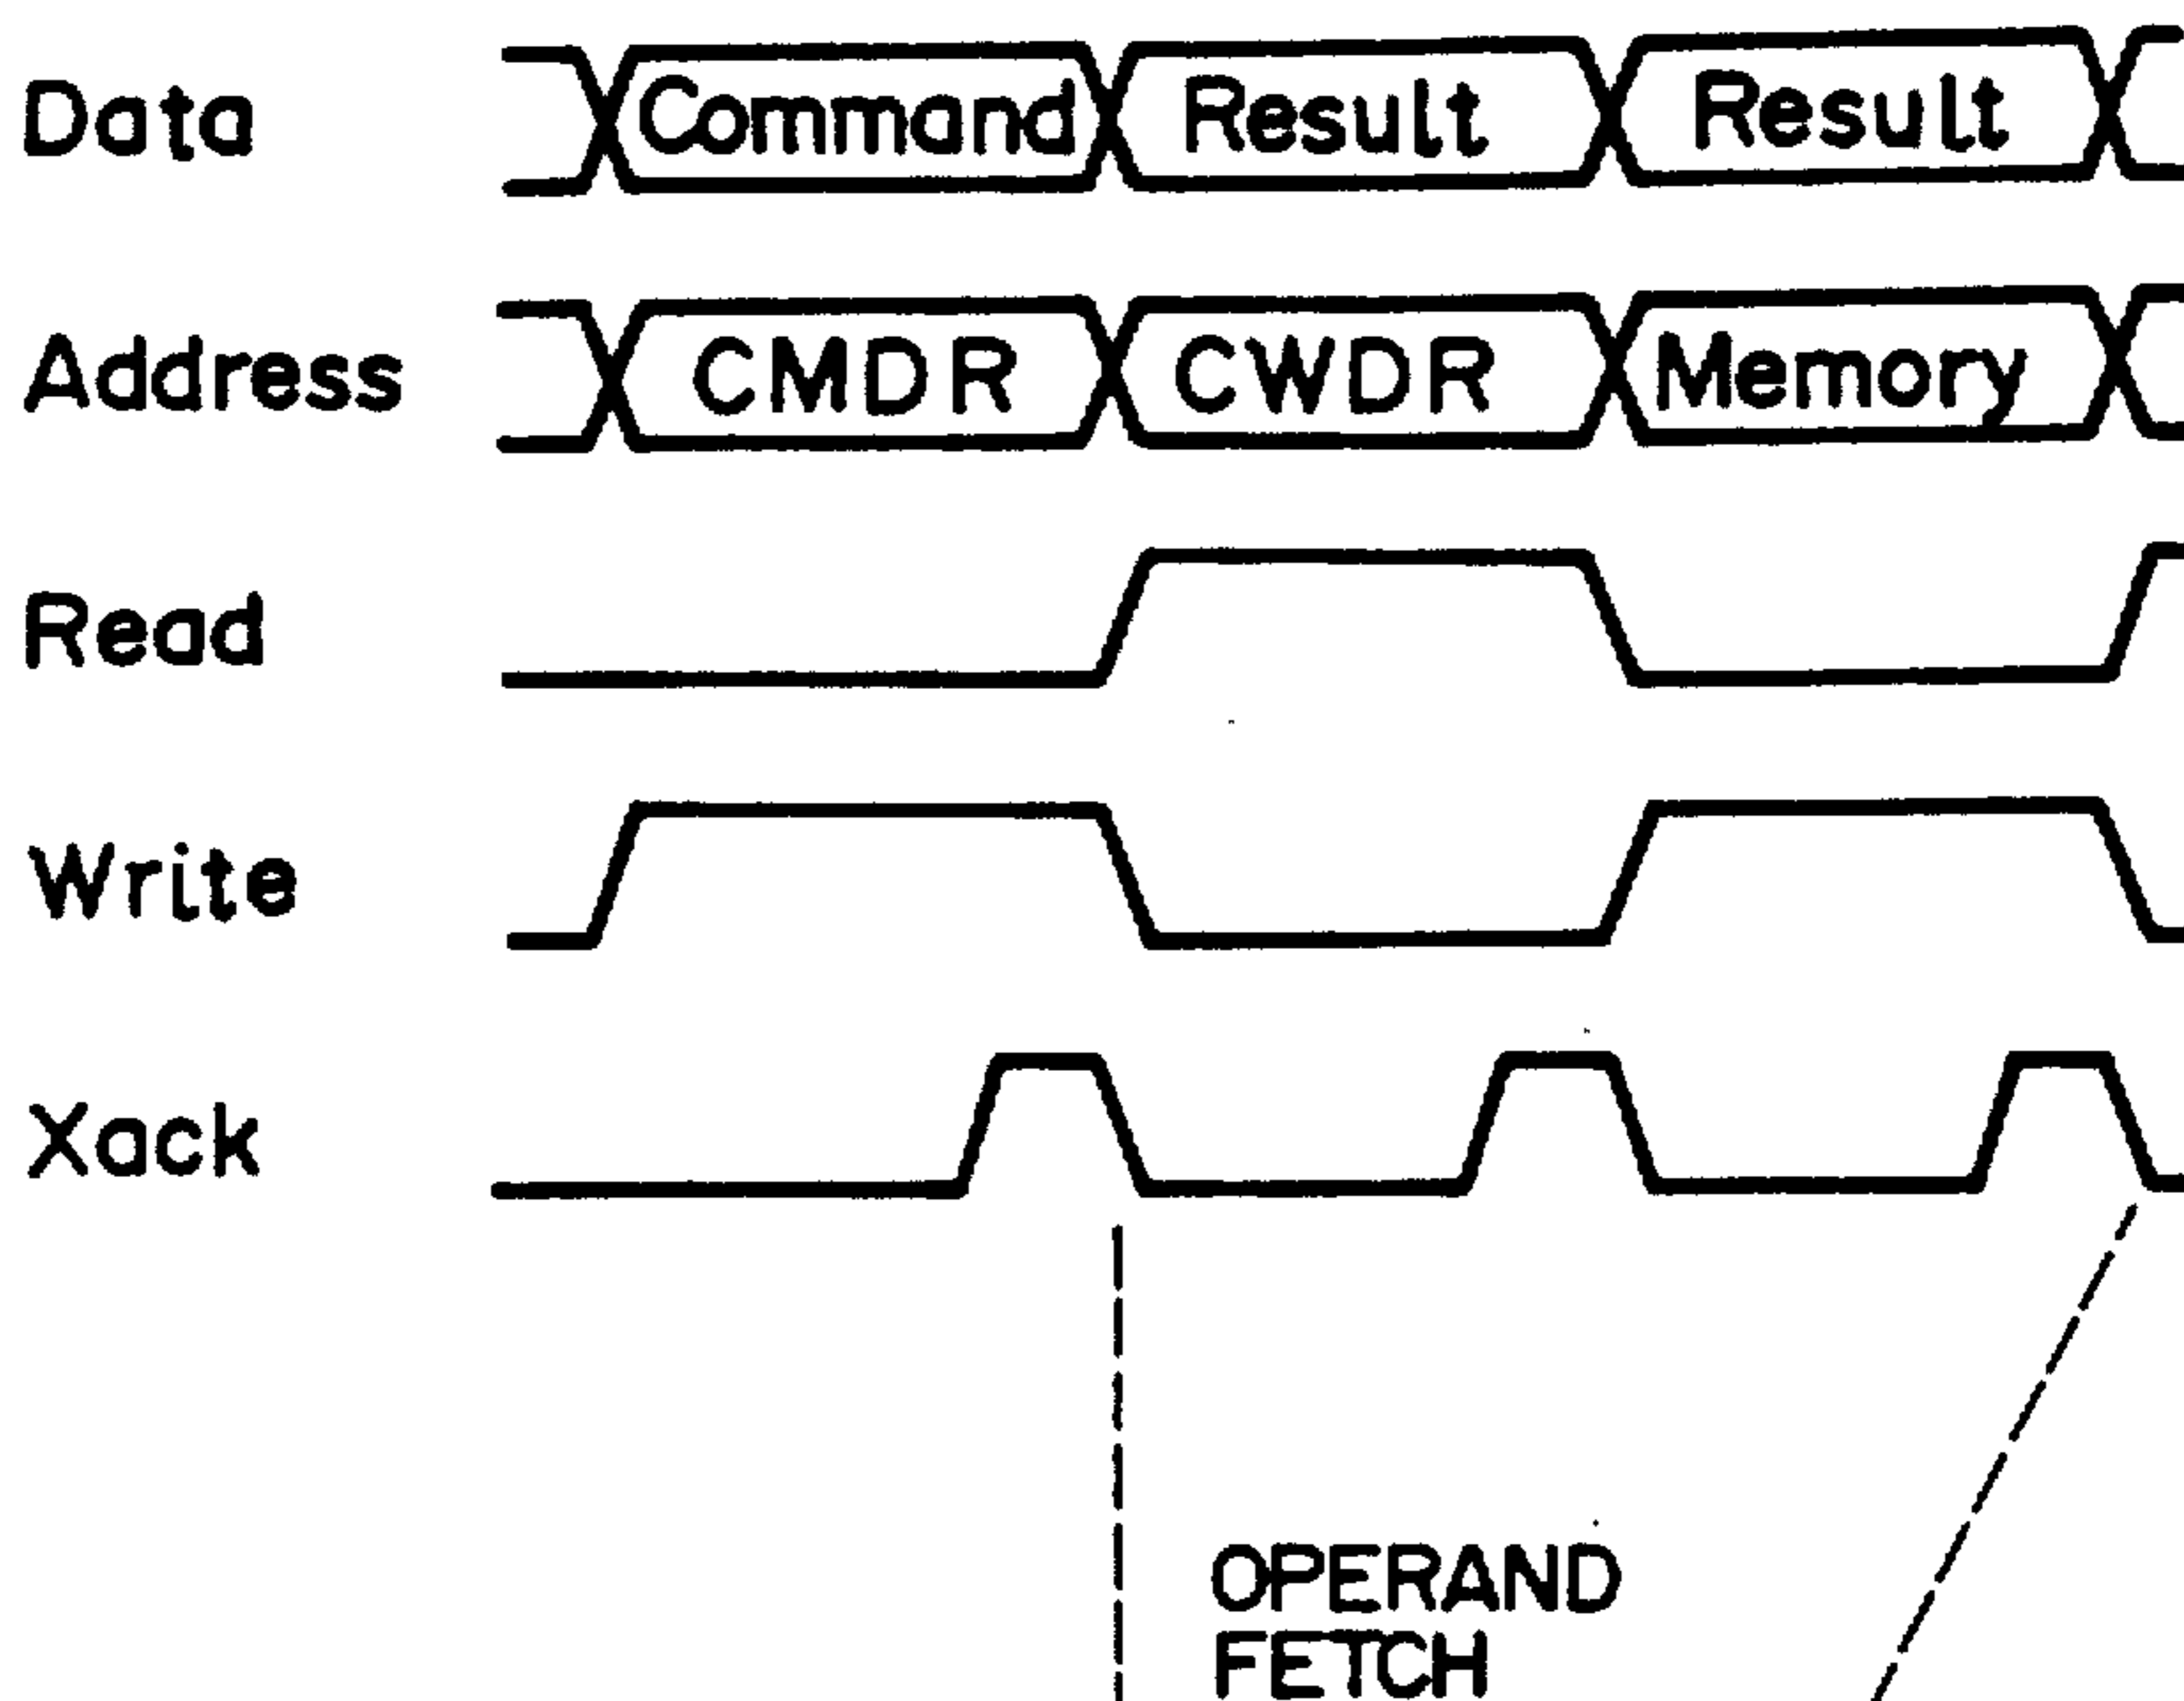 Data Command Result Result
Address CMDR CWDR Memory
Read
Write
Xack
OPERAND
FETCH